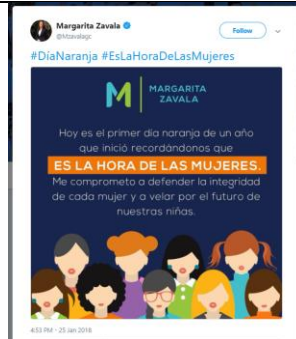 Margarita Zavala
@Mzavalagc
Follow
#DíaNaranja #EsLaHoraDeLasMujeres
M
MARGARITA
ZAVALA
Hoy es el primer día naranja de un año
que inició recordándonos que
ES LA HORA DE LAS MUJERES.
Me comprometo a defender la integridad
de cada mujer y a velar por el futuro de
nuestras niñas.
4:53 PM - 25 Jan 2018